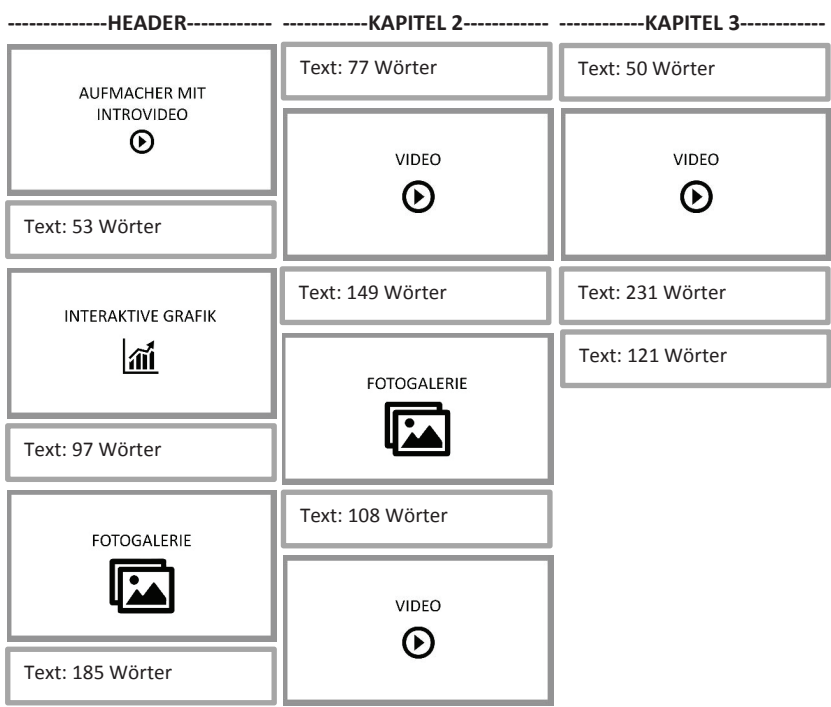 --------------HEADER------------
AUFMACHER MIT
INTROVIDEO
Text: 53 Wörter
INTERAKTIVE GRAFIK
Text: 97 Wörter
FOTOGALERIE
Text: 185 Wörter
------------KAPITEL 2------------
Text: 77 Wörter
VIDEO
Text: 149 Wörter
FOTOGALERIE
Text: 108 Wörter
VIDEO
------------KAPITEL 3------------
Text: 50 Wörter
VIDEO
Text: 231 Wörter
Text: 121 Wörter